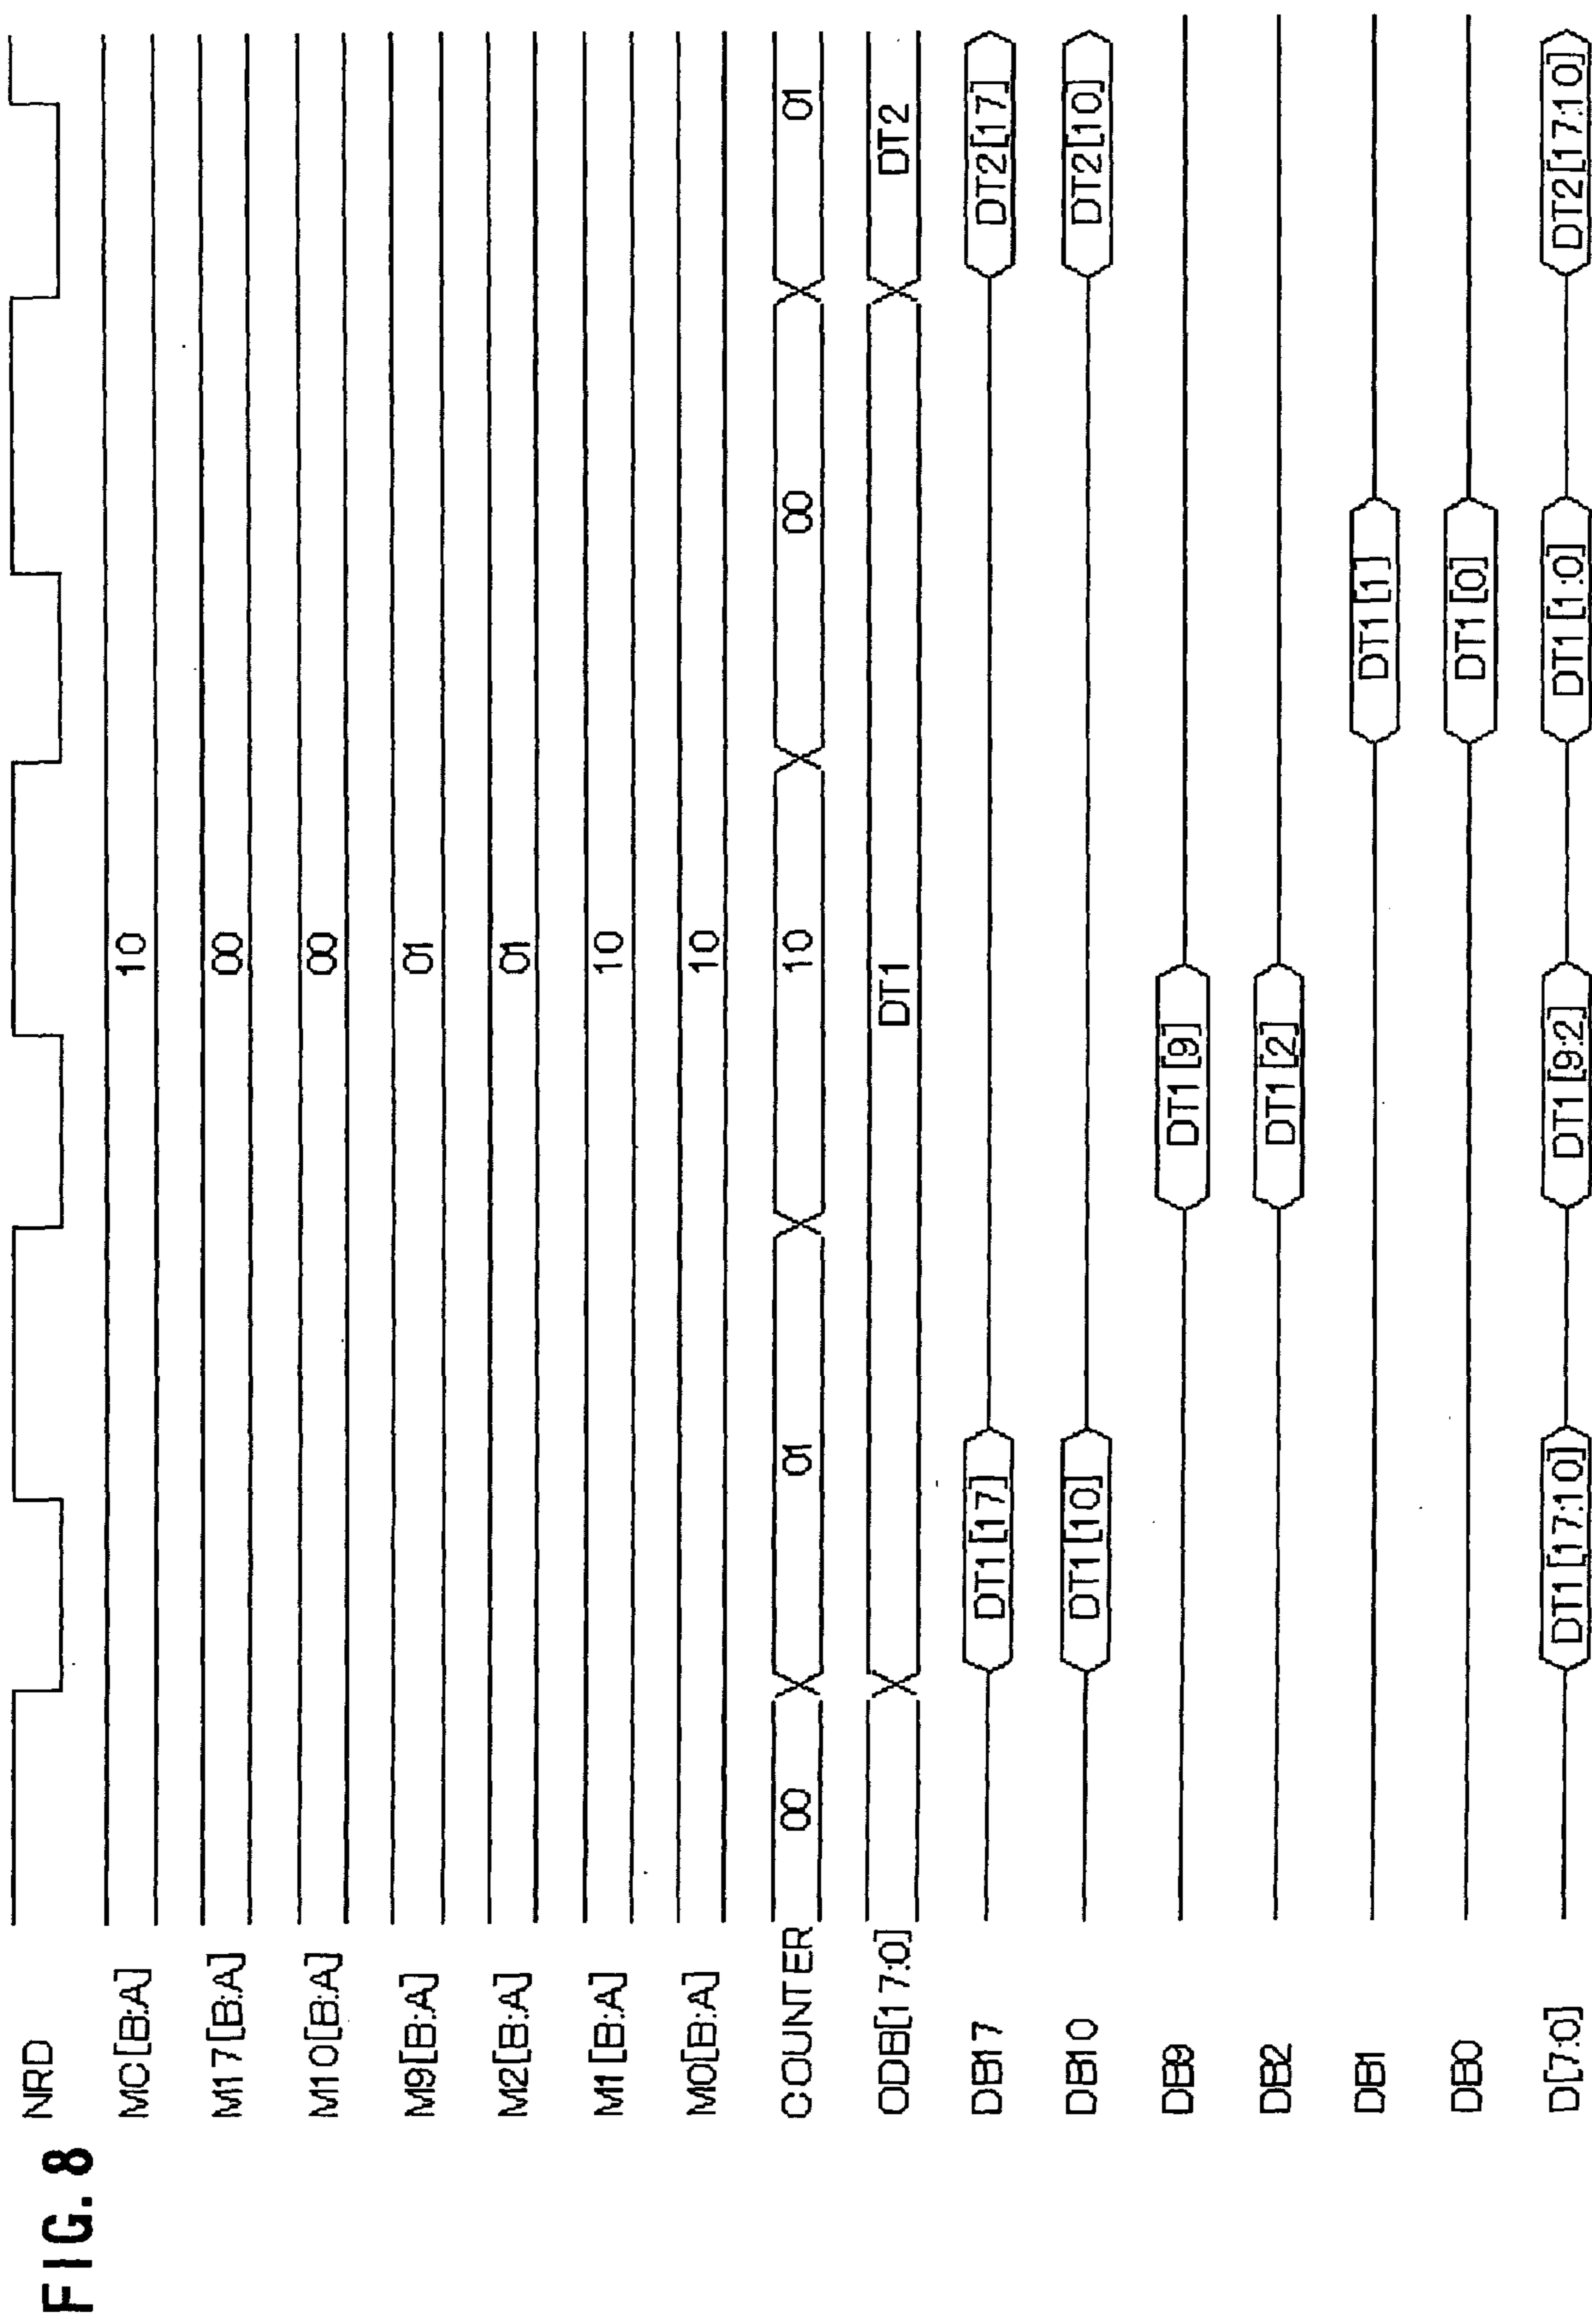 FIG. 8
NRD
MC[B:A] 10
M17[B:A] 00
M10[B:A] 00
M9[B:A] 01
M2[B:A] 01
M1[B:A] 10
M0[B:A] 10
COUNTER 00 01 10 00 01
ODB[17:0] DT1 DT2
DB17 DT1[17] DT2[17]
DB10 DT1[10] DT2[10]
DB9 DT1[9]
DB2 DT1[2]
DB1 DT1[1]
DB0 DT1[0]
D[7:0] DT1[17:10] DT1[9:2] DT1[1:0] DT2[17:10]